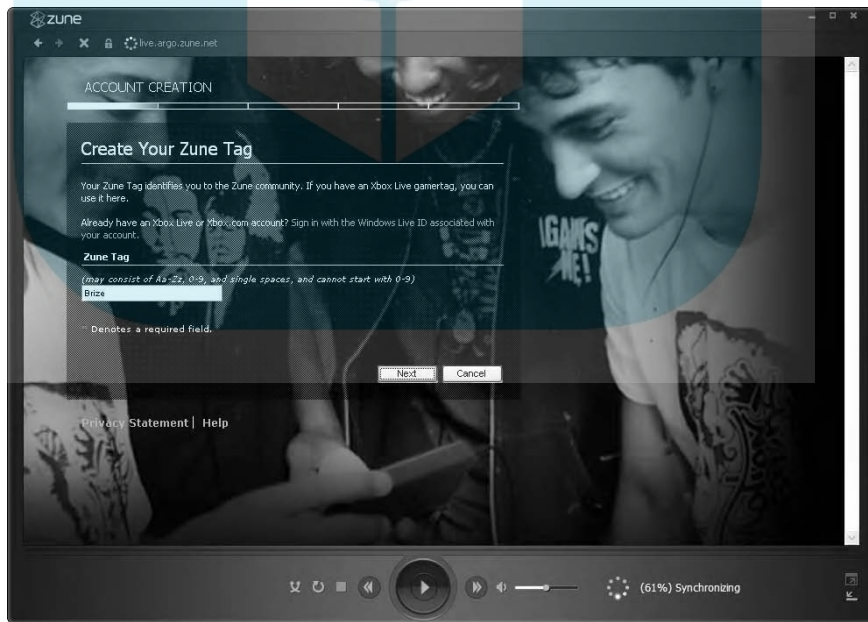 zune
live.argo.zune.net
ACCOUNT CREATION
Create Your Zune Tag
Your Zune Tag identifies you to the Zune community. If you have an Xbox Live gamertag, you can
use it here.
Already have an Xbox Live or Xbox.com account? Sign in with the Windows Live ID associated with
your account.
Zune Tag
(may consist of Aa-Zz, 0-9, and single spaces, and cannot start with 0-9)
Brize
* Denotes a required field.
Next Cancel
Privacy Statement | Help
ME!
(61%) Synchronizing